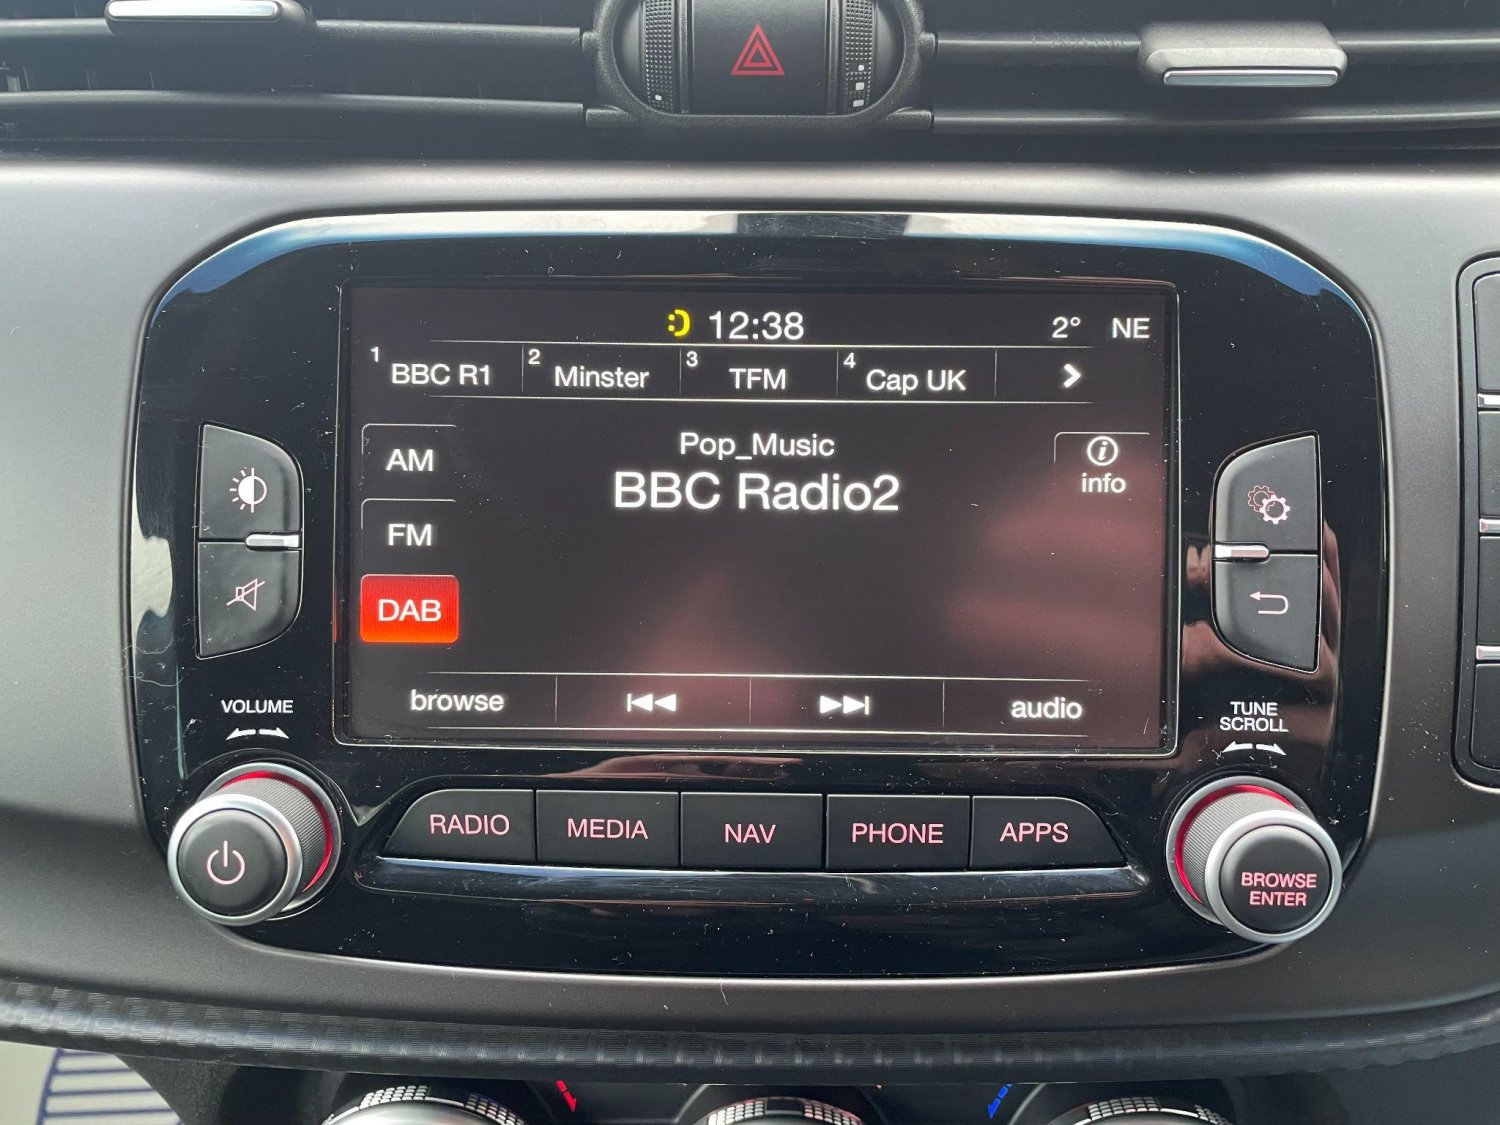 12:38
2° NE
1 BBC R1 2 Minster 3 TFM 4 Cap UK
Pop_Music
BBC Radio2
info
AM
FM
DAB
browse
audio
VOLUME
TUNE
SCROLL
RADIO MEDIA NAV PHONE APPS
BROWSE
ENTER